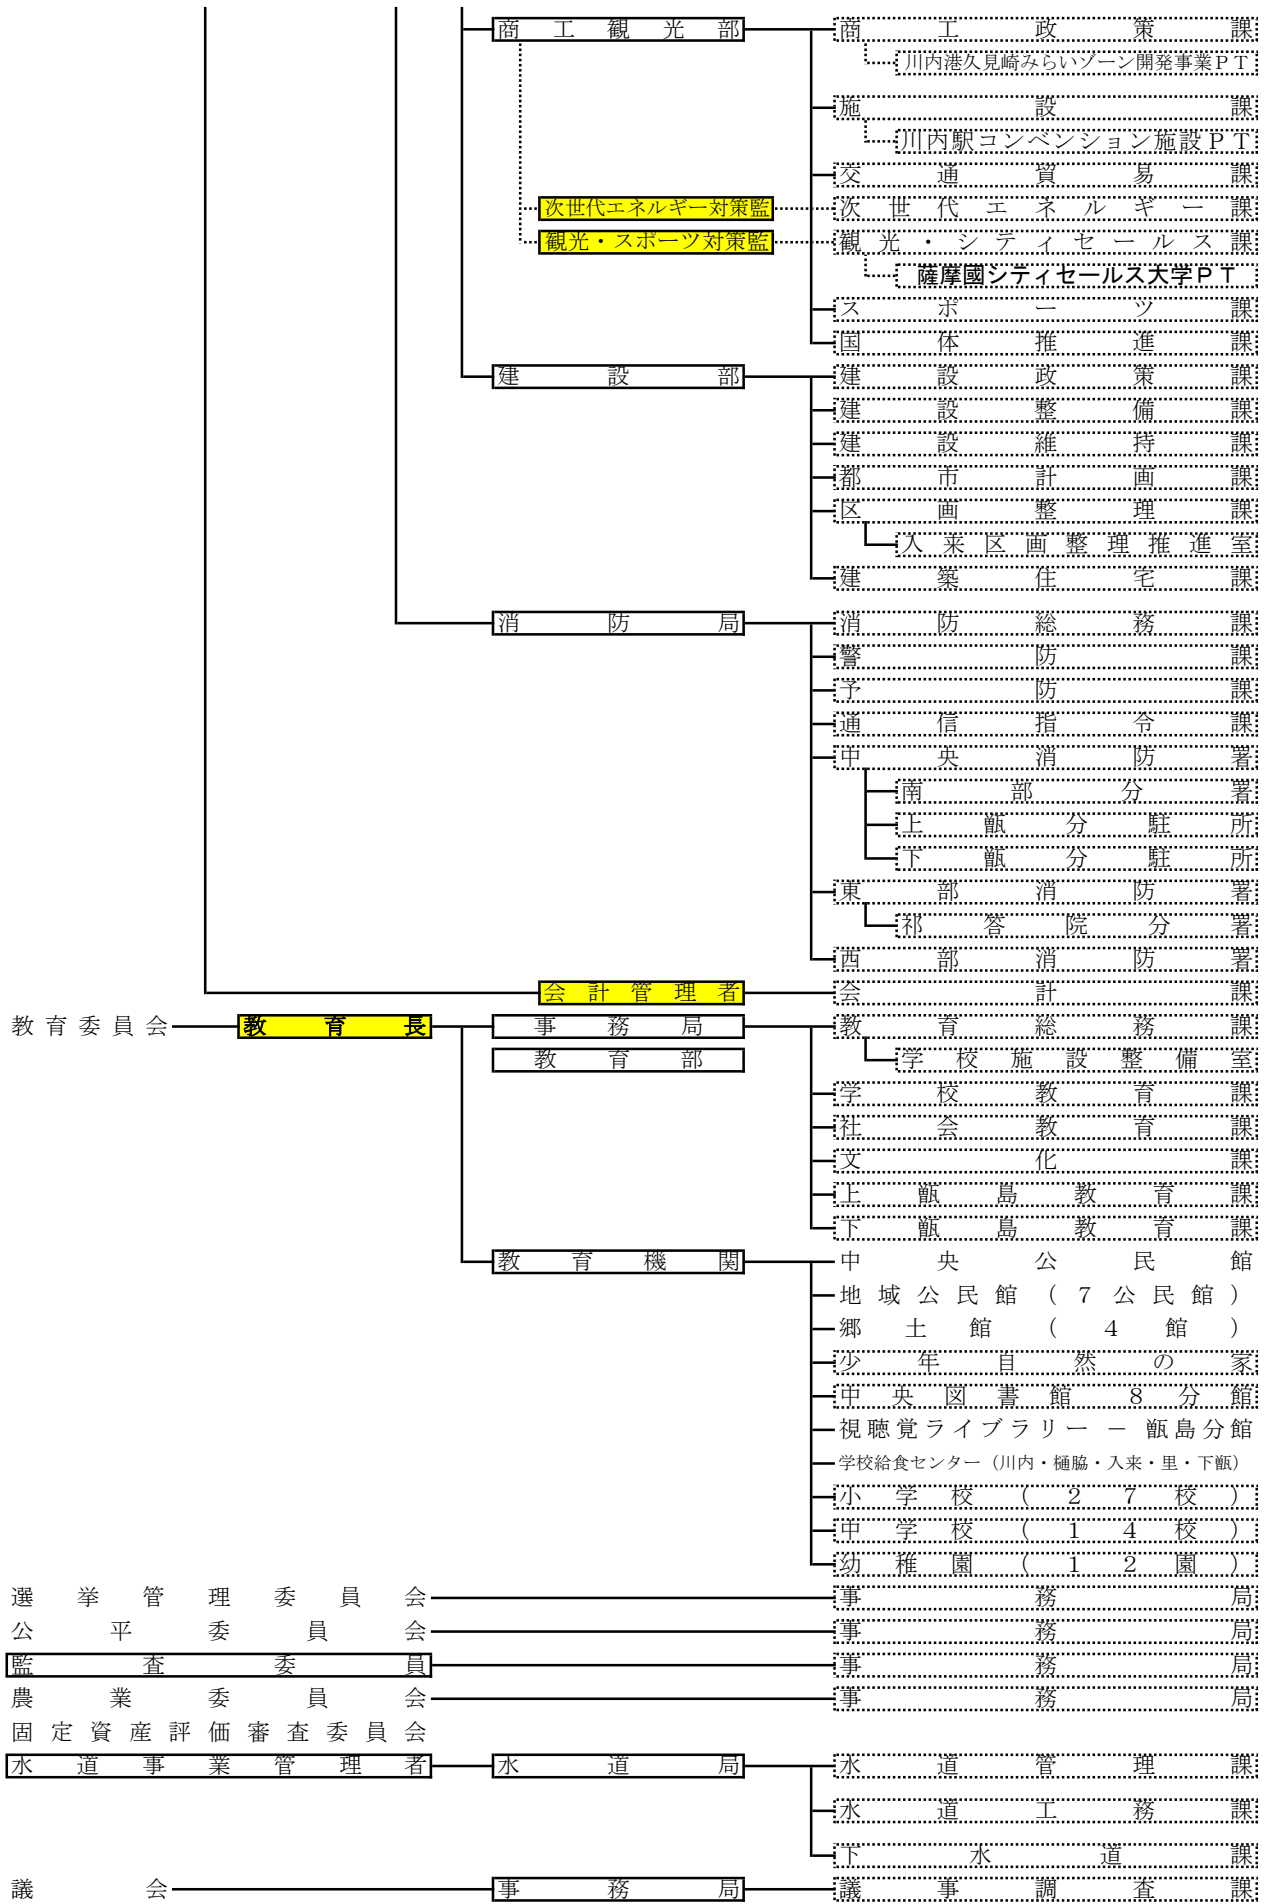 商工観光部 商工政策課
川内港久見崎みらいゾーン開発事業ＰＴ
施設課
川内駅コンベンション施設ＰＴ
交通貿易課
次世代エネルギー対策監 次世代エネルギー課
観光・スポーツ対策監 観光・シティセールス課
薩摩國シティセールス大学ＰＴ
スポーツ課
国体推進課
建設部 建設政策課
建設整備課
建設維持課
都市計画課
区画整理課
入来区画整理推進室
建築住宅課
消防局 消防総務課
警防課
予防課
通信指令課
中央消防署
南部分署
上甑分駐所
下甑分駐所
東部消防署
祁答院分署
西部消防署
会計管理者 会計課
教育委員会 教育長 事務局 教育総務課
教育部 学校施設整備室
学校教育課
社会教育課
文化課
上甑島教育課
下甑島教育課
教育機関 中央公民館
地域公民館（７公民館）
郷土館（４館）
少年自然の家
中央図書館 ８分館
視聴覚ライブラリー － 甑島分館
学校給食センター（川内・樋脇・入来・里・下甑）
小学校（２７校）
中学校（１４校）
幼稚園（１２園）
選挙管理委員会 事務局
公平委員会 事務局
監査委員 事務局
農業委員会 事務局
固定資産評価審査委員会
水道事業管理者 水道局 水道管理課
水道工務課
下水道課
議会 事務局 議事調査課